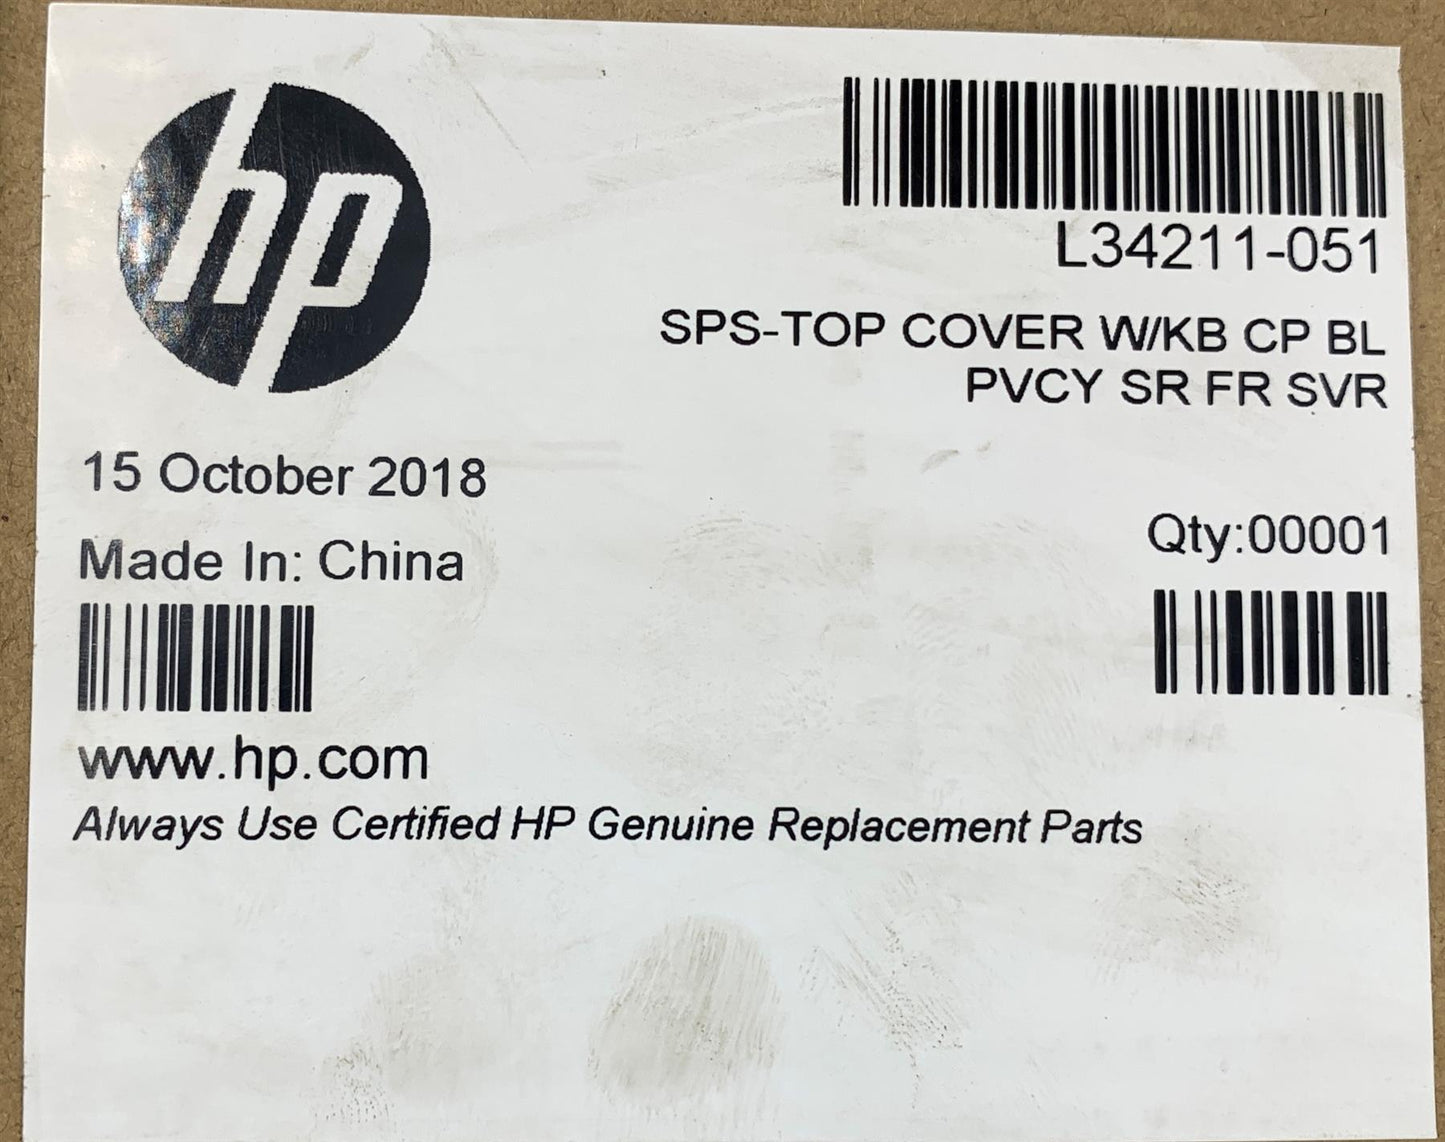 hp
L34211-051
SPS-TOP COVER W/KB CP BL
PVCY SR FR SVR
15 October 2018
Qty:00001
Made In: China
www.hp.com
Always Use Certified HP Genuine Replacement Parts